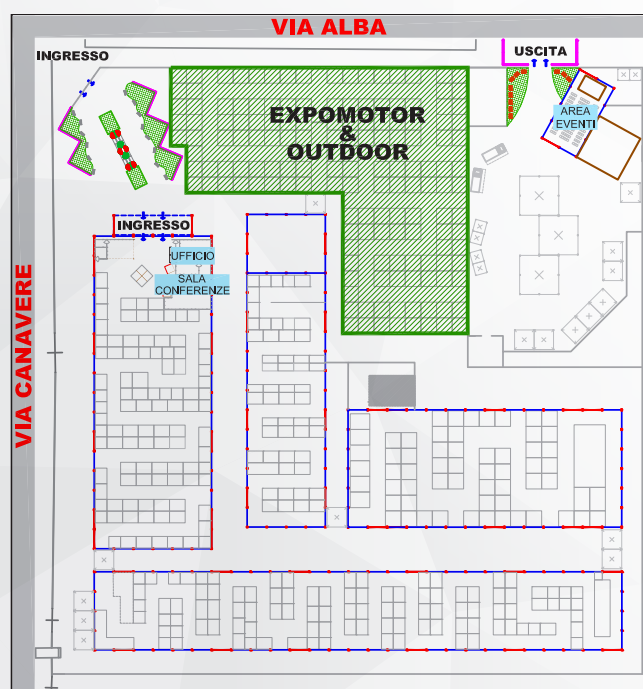 VIA ALBA
INGRESSO
USCITA
EXPOMOTOR
&
OUTDOOR
AREA
EVENTI
INGRESSO
UFFICIO
SALA
CONFERENZE
VIA CANAVERE